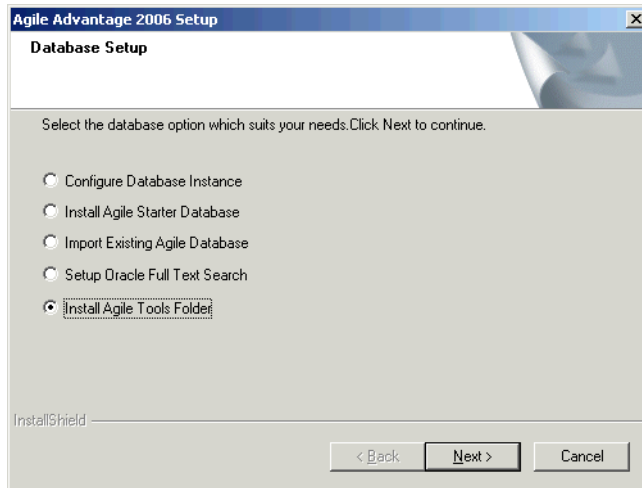 Agile Advantage 2006 Setup
Database Setup
Select the database option which suits your needs.Click Next to continue.
Configure Database Instance
Install Agile Starter Database
Import Existing Agile Database
Setup Oracle Full Text Search
Install Agile Tools Folder
InstallShield
< Back
Next >
Cancel